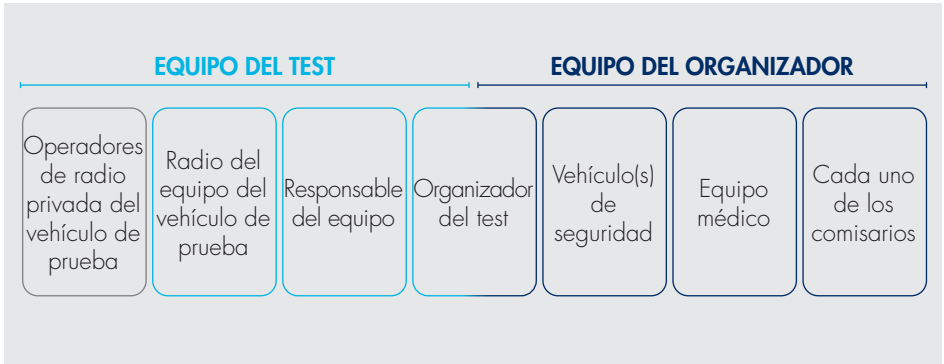 EQUIPO DEL TEST
EQUIPO DEL ORGANIZADOR
Operadores
de radio
privada del
vehículo de
prueba
Radio del
equipo del
vehículo de
prueba
Responsable
del equipo
Organizador
del test
Vehículo(s)
de
seguridad
Equipo
médico
Cada uno
de los
comisarios